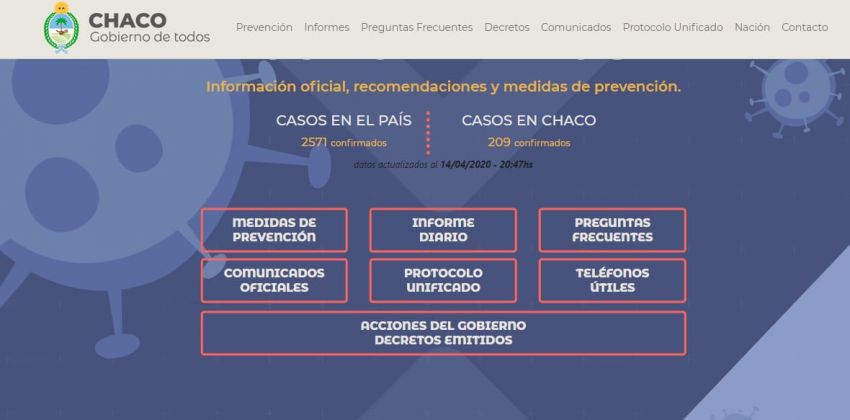 CHACO
Gobierno de todos
Prevención Informes Preguntas Frecuentes Decretos Comunicados Protocolo Unificado Nación Contacto
Información oficial, recomendaciones y medidas de prevención.
CASOS EN EL PAÍS
2571 confirmados
CASOS EN CHACO
209 confirmados
datos actualizados al 14/04/2020 - 20:47hs
MEDIDAS DE
PREVENCIÓN
INFORME
DIARIO
PREGUNTAS
FRECUENTES
COMUNICADOS
OFICIALES
PROTOCOLO
UNIFICADO
TELÉFONOS
ÚTILES
ACCIONES DEL GOBIERNO
DECRETOS EMITIDOS